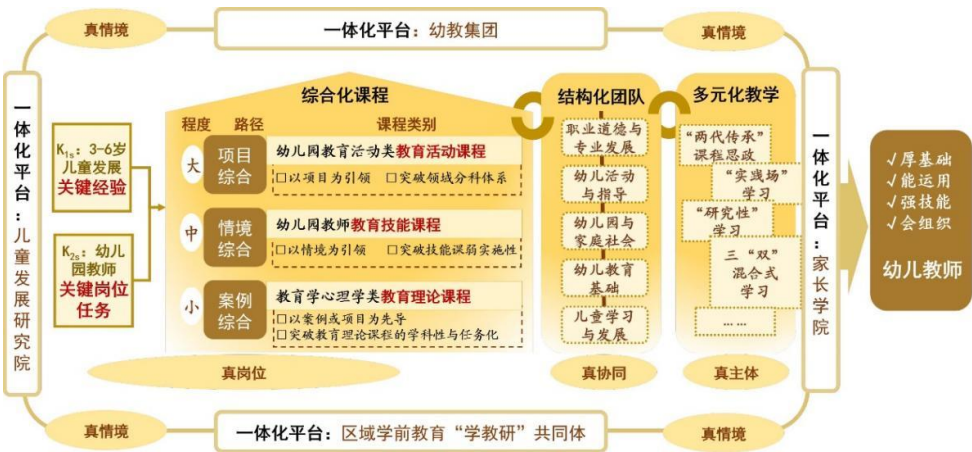 真情境
一体化平台：幼教集团
真情境
一体化平台：儿童发展研究院
K₁ₛ：3-6岁
儿童发展
关键经验
K₂ₛ：幼儿
园教师
关键岗位
任务
综合化课程
程度 路径 课程类别
大
项目
综合
幼儿园教育活动类教育活动课程
□以项目为引领 □突破领域分科体系
中
情境
综合
幼儿园教师教育技能课程
□以情境为引领 □突破技能课弱实施性
小
案例
综合
教育学心理学类教育理论课程
□以案例或项目为先导
□突破教育理论课程的学科性与任务化
真岗位
结构化团队
职业道德与
专业发展
幼儿活动
与指导
幼儿园与
家庭社会
幼儿教育
基础
儿童学习
与发展
真协同
多元化教学
“两代传承”
课程思政
“实践场”
学习
“研究性”
学习
三“双”
混合式
学习
... ...
真主体
一体化平台：家长学院
√厚基础
√能运用
√强技能
√会组织
幼儿教师
真情境
一体化平台：区域学前教育“学教研”共同体
真情境